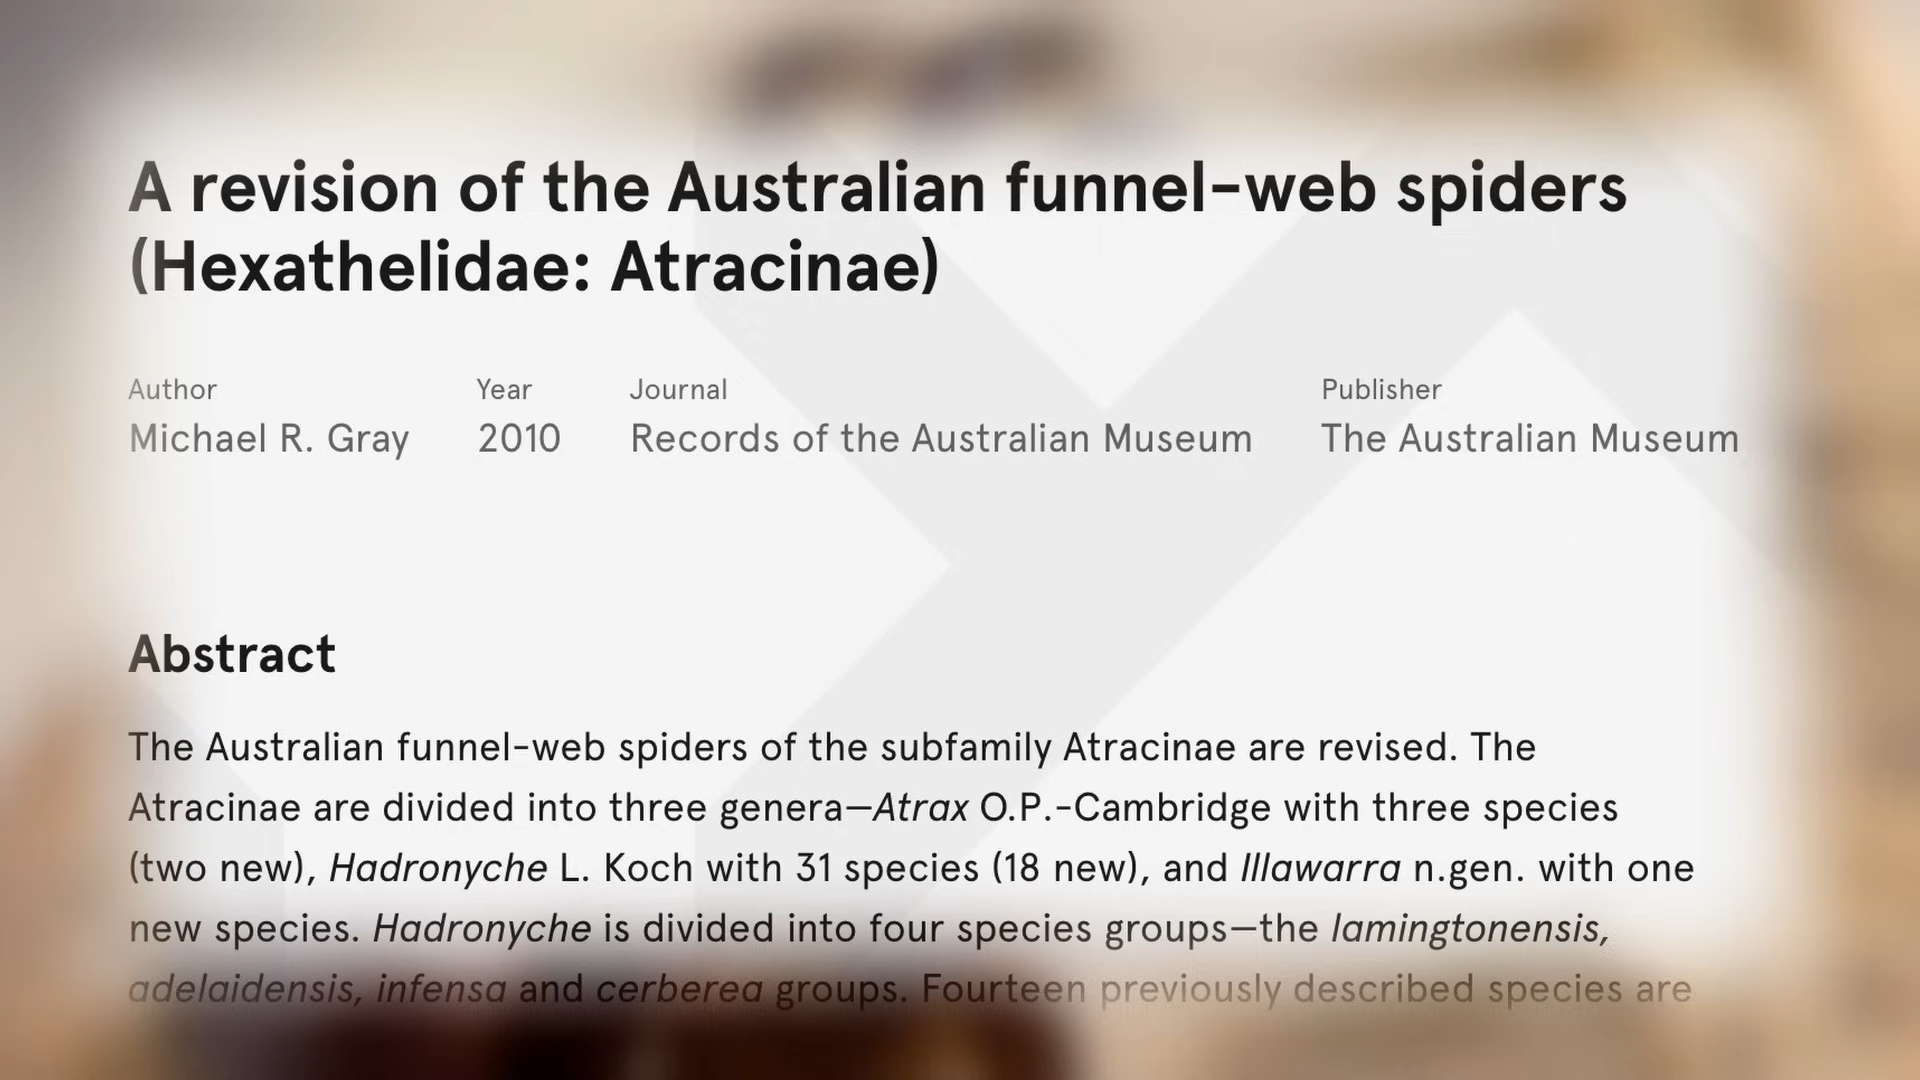 A revision of the Australian funnel-web spiders
(Hexathelidae: Atracinae)
Author Year Journal Publisher
Michael R. Gray 2010 Records of the Australian Museum The Australian Museum
Abstract
The Australian funnel-web spiders of the subfamily Atracinae are revised. The
Atracinae are divided into three genera—Atrax O.P.-Cambridge with three species
(two new), Hadronyche L. Koch with 31 species (18 new), and Illawarra n.gen. with one
new species. Hadronyche is divided into four species groups—the lamingtonensis,
adelaidensis, infensa and cerberea groups. Fourteen previously described species are